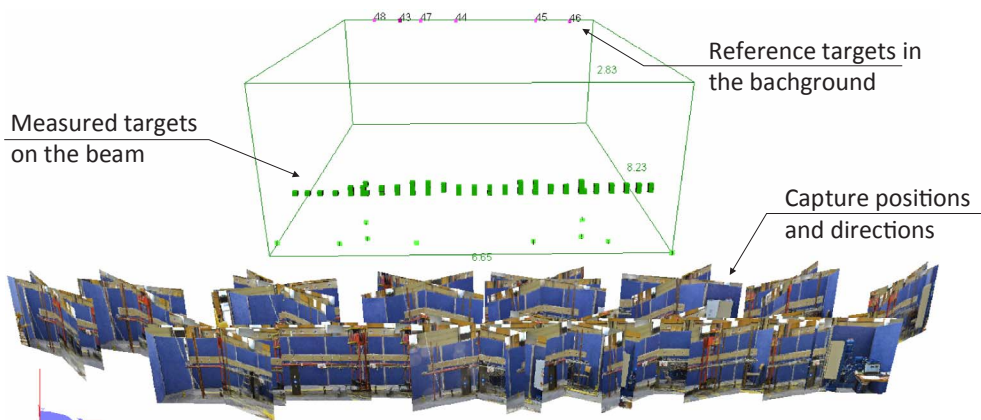 48 43 47 44 45 46
Reference targets in
the bachground
2.83
Measured targets
on the beam
8.23
Capture positions
and directions
6.65